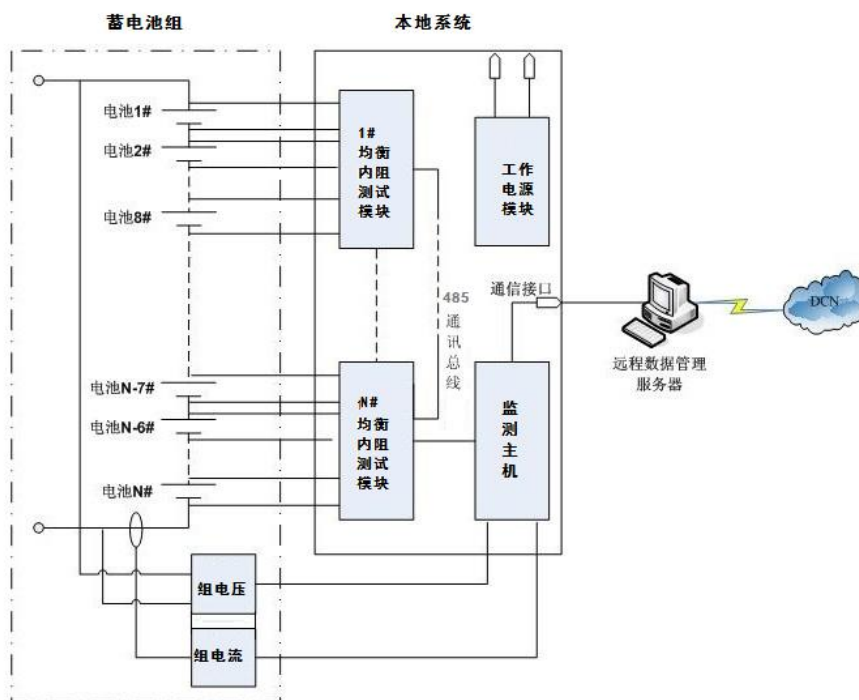 蓄电池组
本地系统
电池1#
电池2#
电池8#
电池N-7#
电池N-6#
电池N#
1#
均衡
内阻
测试
模块
工作
电源
模块
485
通
讯
总
线
通信接口
N#
均衡
内阻
测试
模块
监
测
主
机
远程数据管理
服务器
DCN
组电压
组电流